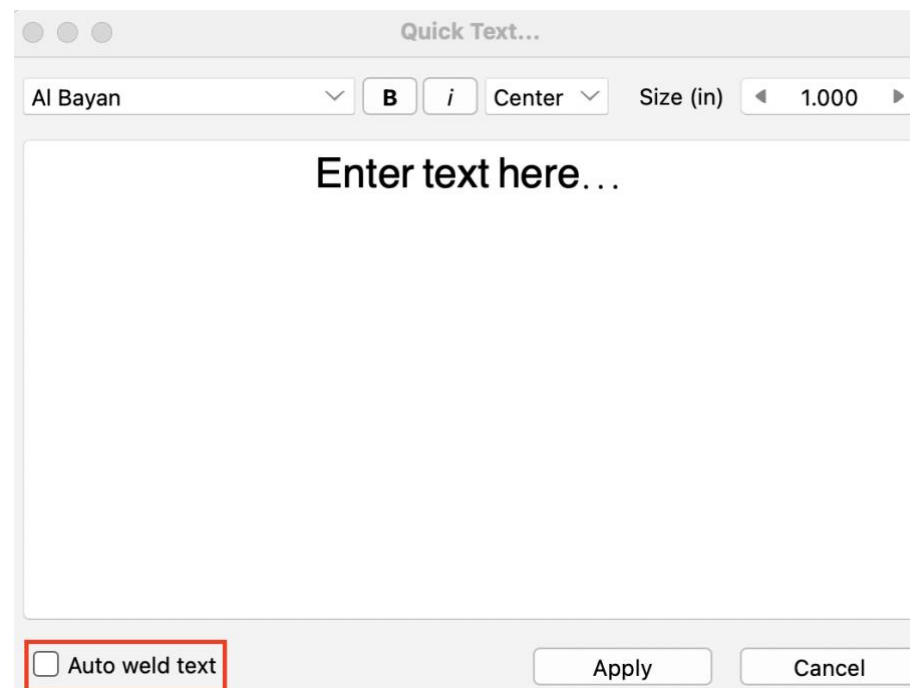 Quick Text...
Al Bayan B i Center Size (in) 1.000
Enter text here...
Auto weld text Apply Cancel